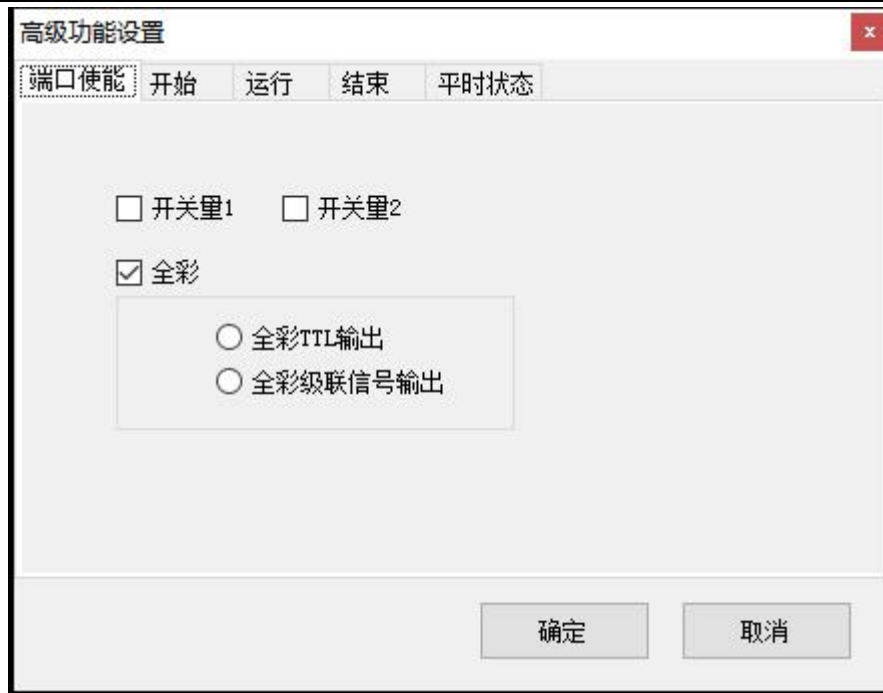 高级功能设置
x
端口使能 开始 运行 结束 平时状态
开关量1 开关量2
全彩
全彩TTL输出
全彩级联信号输出
确定 取消